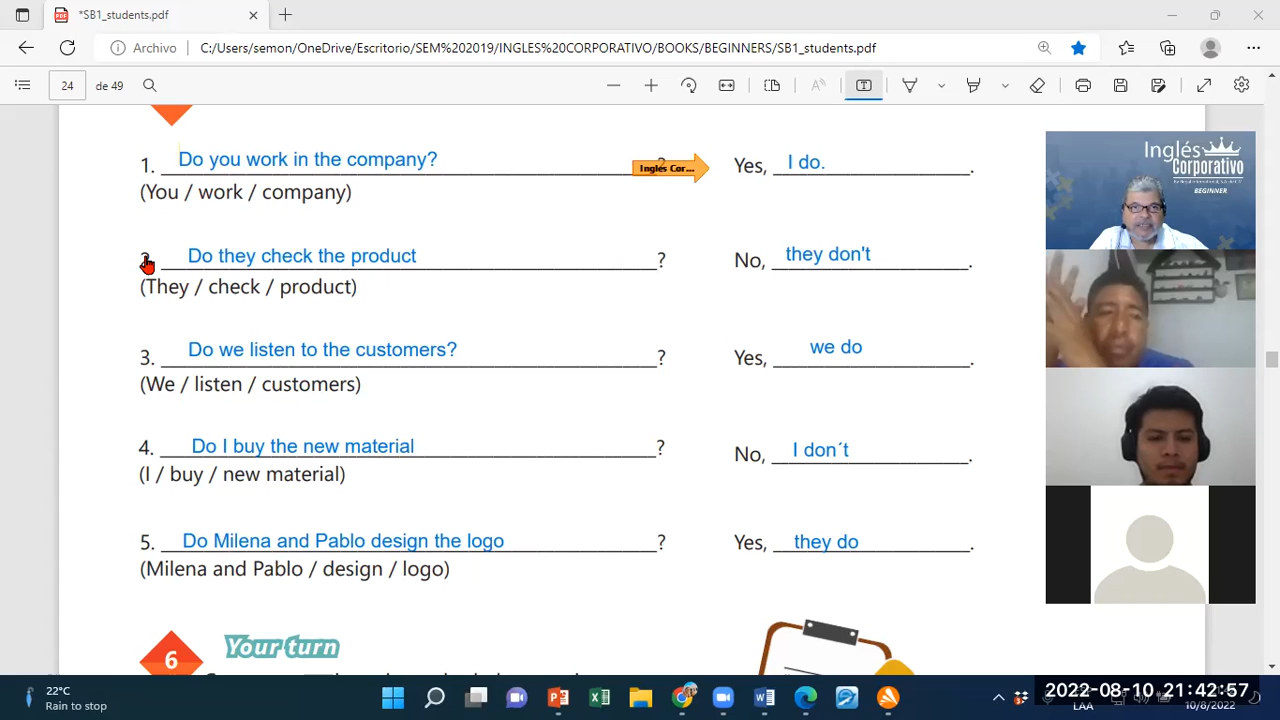 *SB1_students.pdf
Archivo
C:/Users/semon/OneDrive/Escritorio/SEM%202019/INGLES%20CORPORATIVO/BOOKS/BEGINNERS/SB1_students.pdf
24 de 49
1. Do you work in the company? ? Yes, I do. .
Inglés Cor...
(You / work / company)
Do they check the product ? No, they don't .
(They / check / product)
3. Do we listen to the customers? ? Yes, we do .
(We / listen / customers)
4. Do I buy the new material ? No, I don´t .
(I / buy / new material)
5. Do Milena and Pablo design the logo ? Yes, they do .
(Milena and Pablo / design / logo)
6 Your turn
Inglés
Corporativo
BEGINNER
22°C
Rain to stop
2022-08-10 21:42:57
LAA
10/8/2022